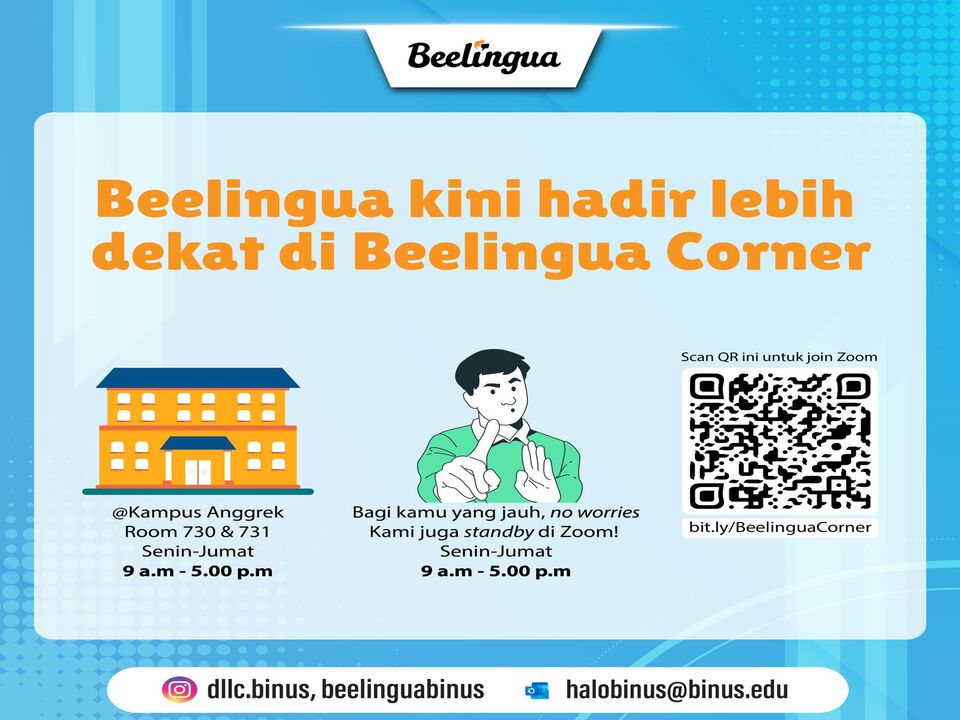 Beelingua
Beelingua kini hadir lebih
dekat di Beelingua Corner
@Kampus Anggrek
Room 730 & 731
Senin-Jumat
9 a.m - 5.00 p.m
Bagi kamu yang jauh, no worries
Kami juga standby di Zoom!
Senin-Jumat
9 a.m - 5.00 p.m
Scan QR ini untuk join Zoom
bit.ly/BeelinguaCorner
dllc.binus, beelinguabinus
halobinus@binus.edu